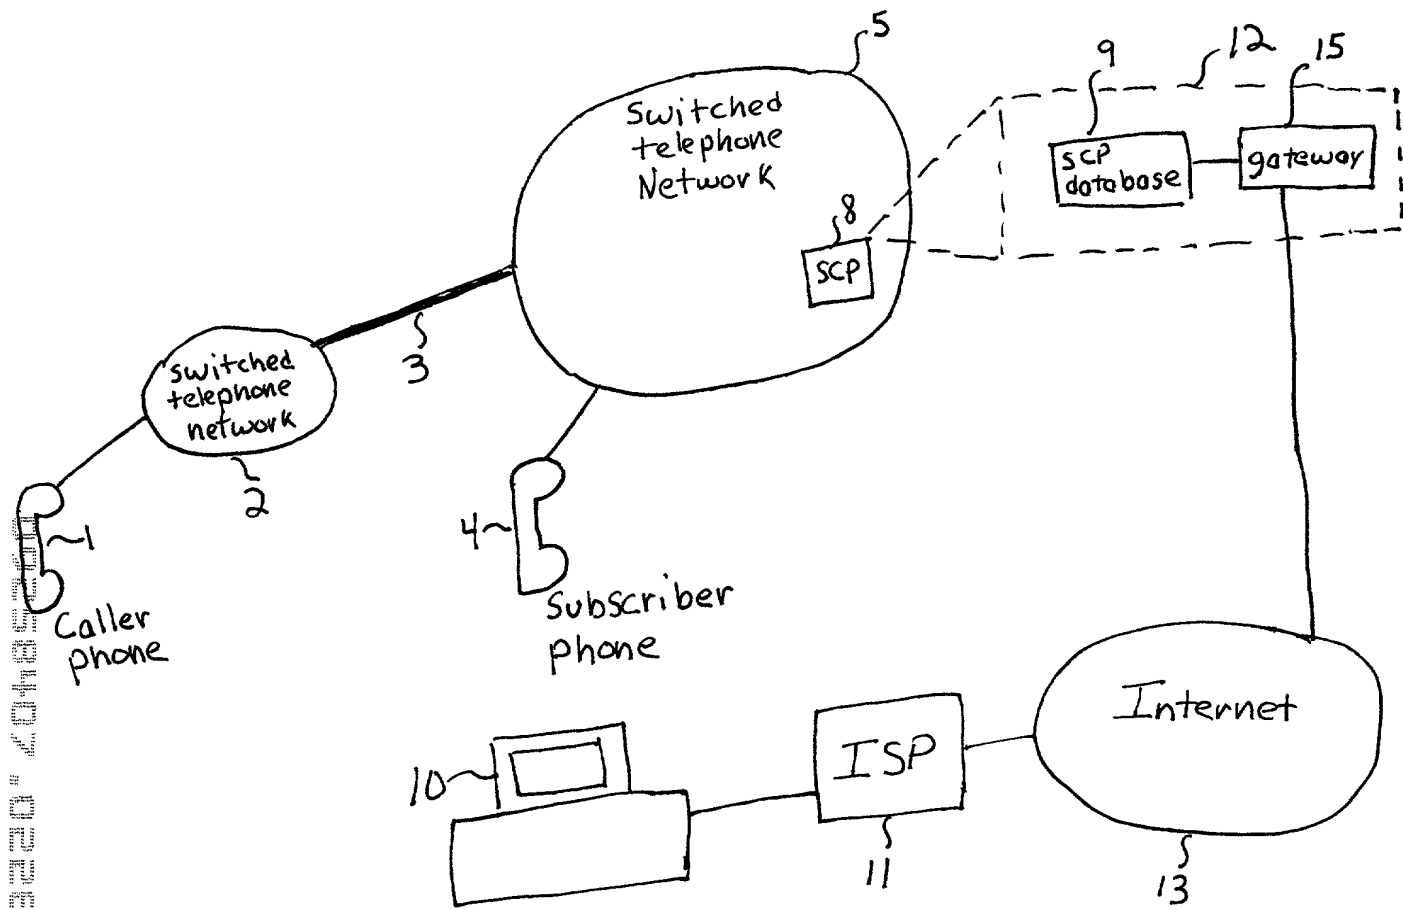 5
9
12
15
Switched
telephone
Network
SCP
database
gateway
8
SCP
3
Switched
telephone
network
2
1
Caller
phone
4
Subscriber
phone
10
ISP
11
Internet
13